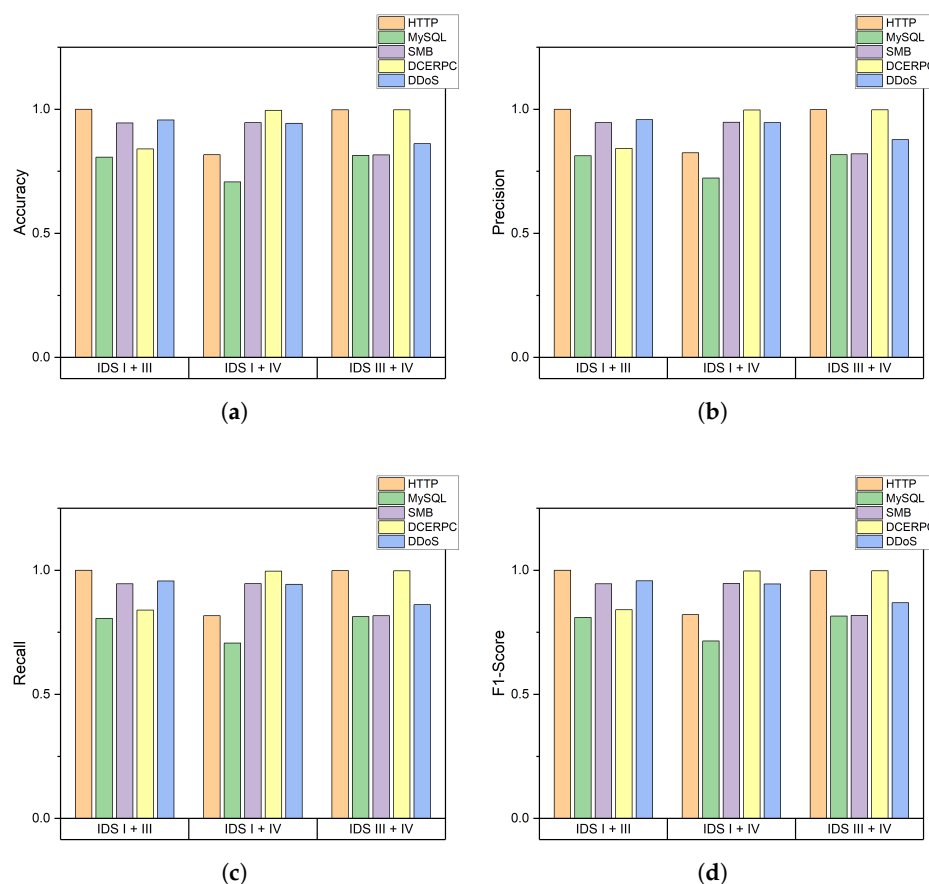 HTTP
MySQL
SMB
DCERPC
DDoS
1.0
0.5
0.0
Accuracy
IDS I + III
IDS I + IV
IDS III + IV
(a)
HTTP
MySQL
SMB
DCERPC
DDoS
1.0
0.5
0.0
Precision
IDS I + III
IDS I + IV
IDS III + IV
(b)
HTTP
MySQL
SMB
DCERPC
DDoS
1.0
0.5
0.0
Recall
IDS I + III
IDS I + IV
IDS III + IV
(c)
HTTP
MySQL
SMB
DCERPC
DDoS
1.0
0.5
0.0
F1-Score
IDS I + III
IDS I + IV
IDS III + IV
(d)